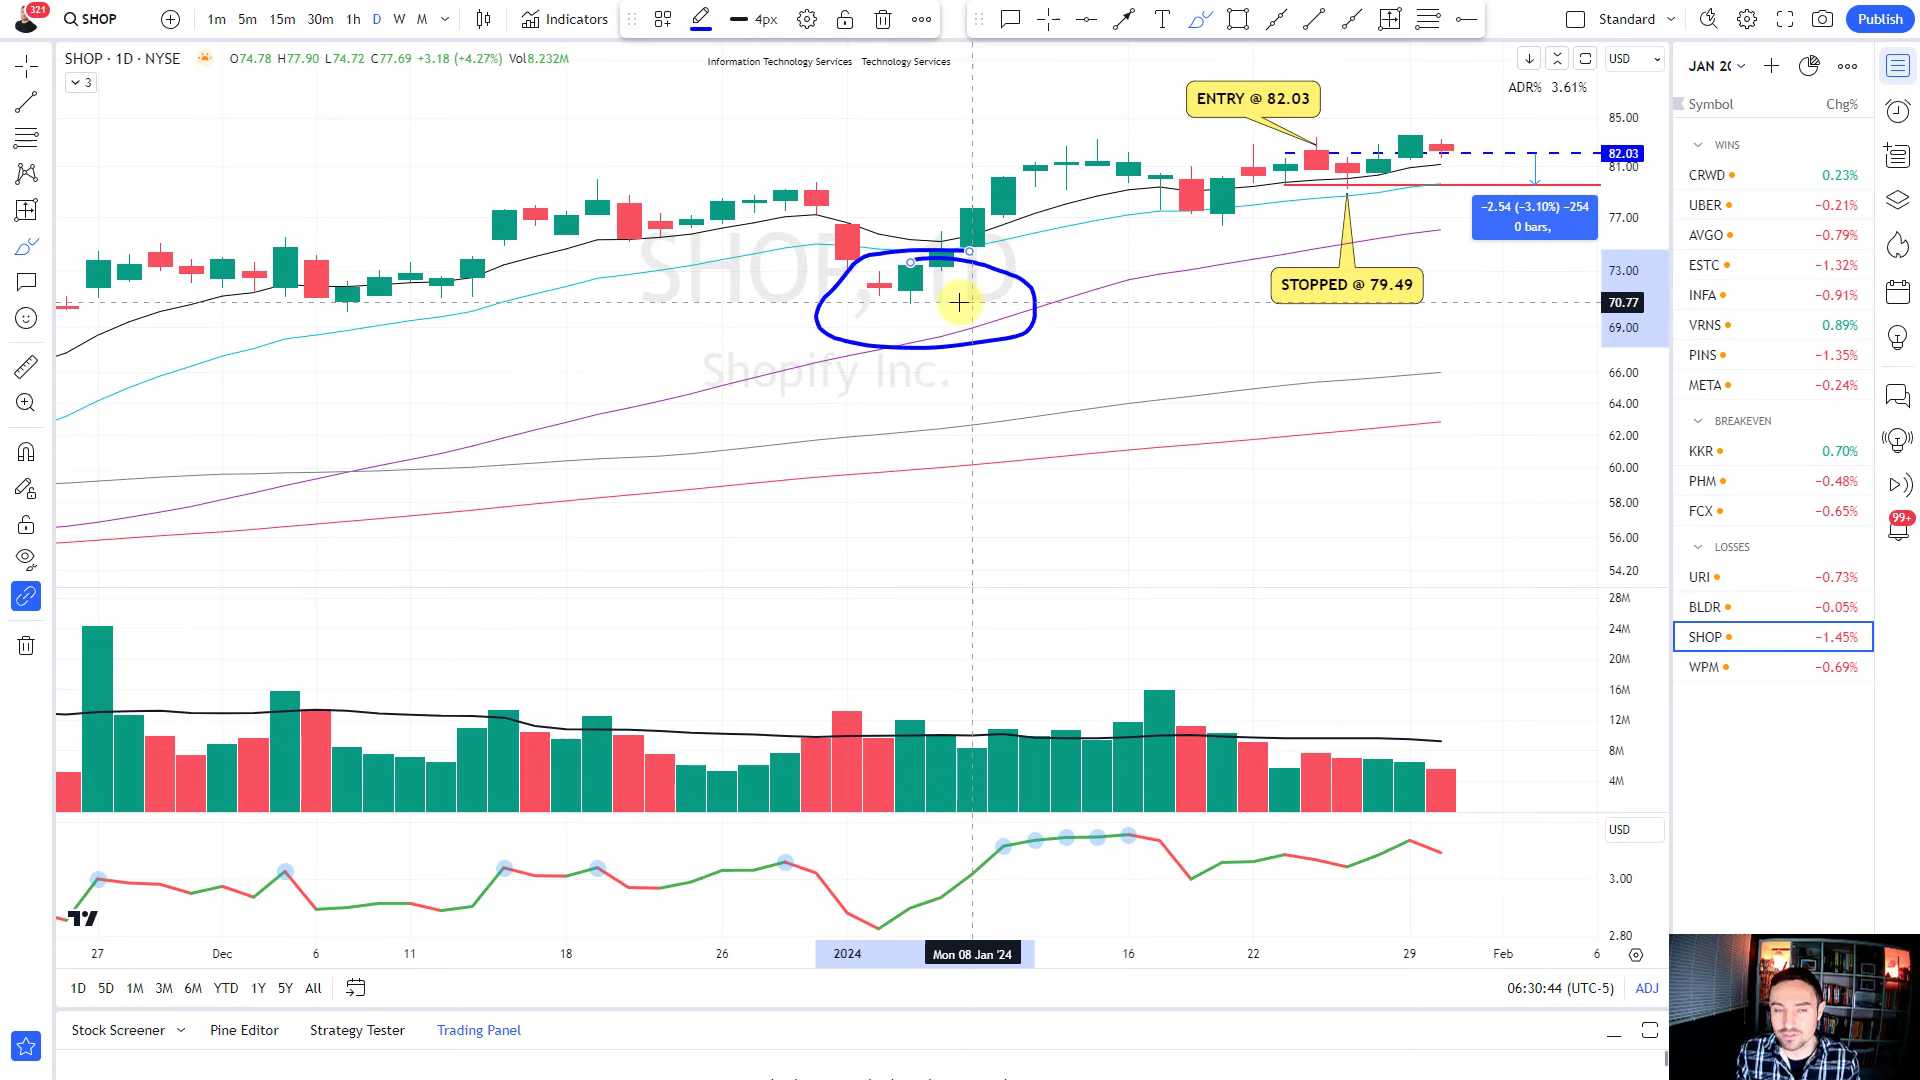 321
SHOP
1m 5m 15m 30m 1h D W M
Indicators
4px
Standard
Publish
SHOP · 1D · NYSE O74.78 H77.90 L74.72 C77.69 +3.18 (+4.27%) Vol8.232M
3
Information Technology Services Technology Services
USD
ADR% 3.61%
ENTRY @ 82.03
STOPPED @ 79.49
−2.54 (−3.10%) −254
0 bars,
SHOP, 1D
Shopify Inc.
85.00
82.03
81.00
77.00
73.00
70.77
69.00
66.00
64.00
62.00
60.00
58.00
56.00
54.20
28M
24M
20M
16M
12M
8M
4M
USD
3.00
2.80
27 Dec 6 11 18 26 2024 Mon 08 Jan '24 16 22 29 Feb 6
1D 5D 1M 3M 6M YTD 1Y 5Y All
06:30:44 (UTC-5) ADJ
Stock Screener Pine Editor Strategy Tester Trading Panel
JAN 20
Symbol Chg%
WINS
CRWD 0.23%
UBER −0.21%
AVGO −0.79%
ESTC −1.32%
INFA −0.91%
VRNS 0.89%
PINS −1.35%
META −0.24%
BREAKEVEN
KKR 0.70%
PHM −0.48%
FCX −0.65%
LOSSES
URI −0.73%
BLDR −0.05%
SHOP −1.45%
WPM −0.69%
99+